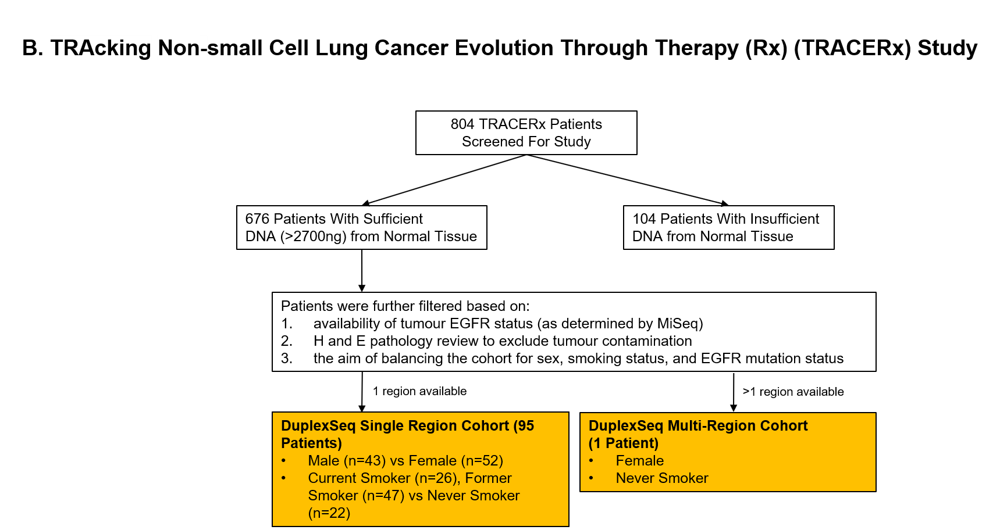 B. TRAcking Non-small Cell Lung Cancer Evolution Through Therapy (Rx) (TRACERx) Study
804 TRACERx Patients
Screened For Study
676 Patients With Sufficient
DNA (>2700ng) from Normal Tissue
104 Patients With Insufficient
DNA from Normal Tissue
Patients were further filtered based on:
1. availability of tumour EGFR status (as determined by MiSeq)
2. H and E pathology review to exclude tumour contamination
3. the aim of balancing the cohort for sex, smoking status, and EGFR mutation status
1 region available
>1 region available
DuplexSeq Single Region Cohort (95
Patients)
• Male (n=43) vs Female (n=52)
• Current Smoker (n=26), Former
Smoker (n=47) vs Never Smoker
(n=22)
DuplexSeq Multi-Region Cohort
(1 Patient)
• Female
• Never Smoker